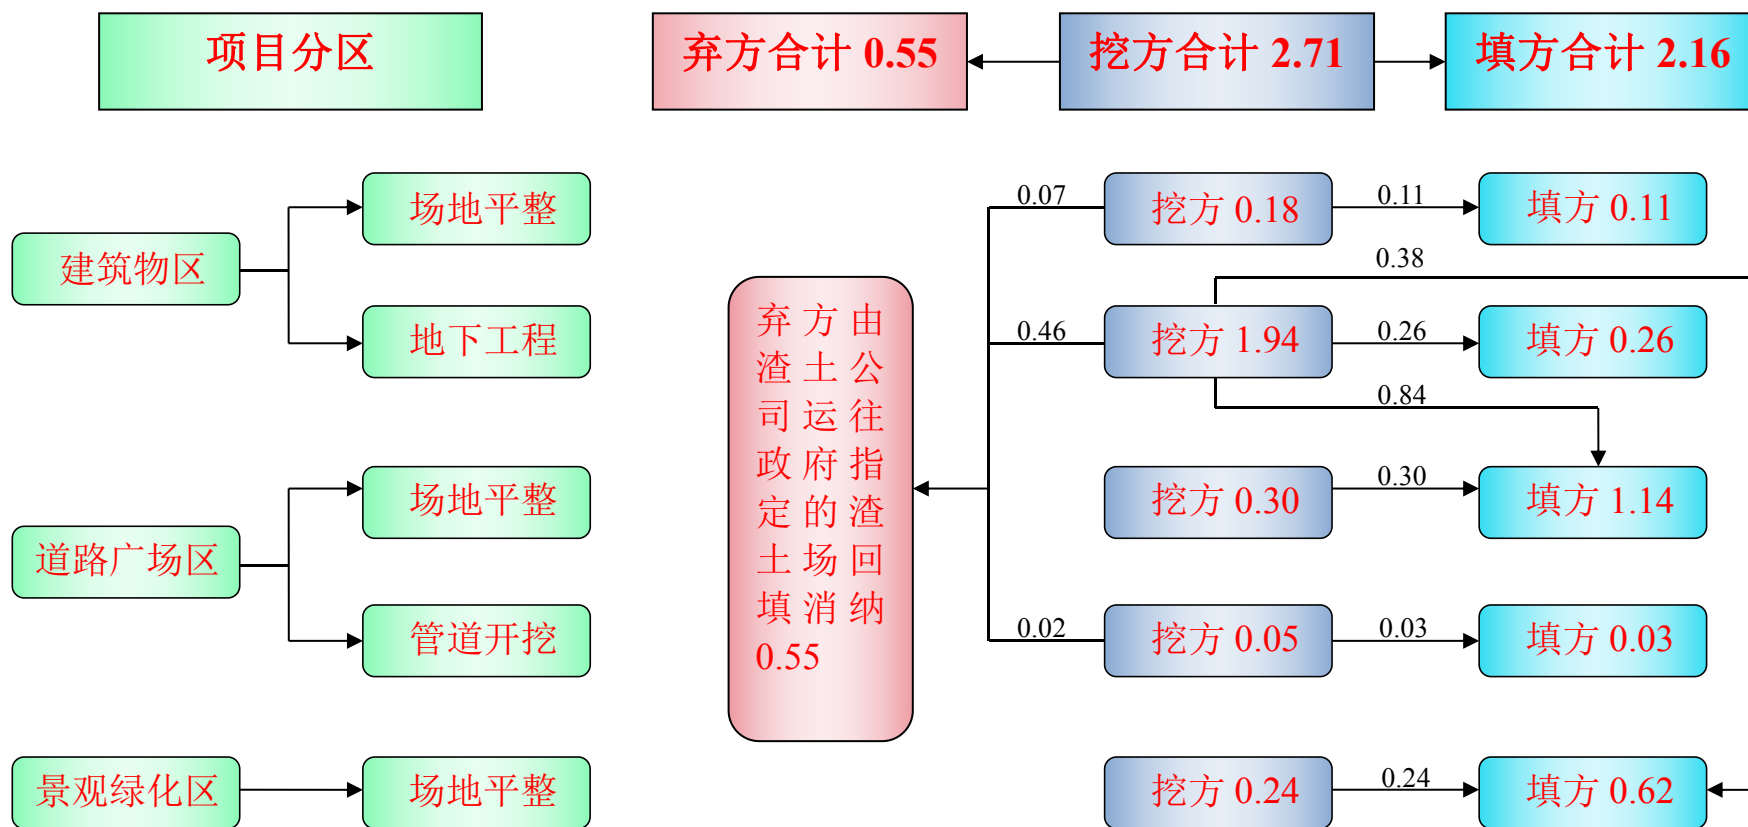 项目分区
弃方合计 0.55
挖方合计 2.71
填方合计 2.16
场地平整
0.07
挖方 0.18
0.11
填方 0.11
建筑物区
0.38
地下工程
0.46
挖方 1.94
0.26
填方 0.26
0.84
弃方由
渣土公
司运往
政府指
定的渣
土场回
填消纳
0.55
场地平整
挖方 0.30
0.30
填方 1.14
道路广场区
管道开挖
0.02
挖方 0.05
0.03
填方 0.03
景观绿化区
场地平整
挖方 0.24
0.24
填方 0.62